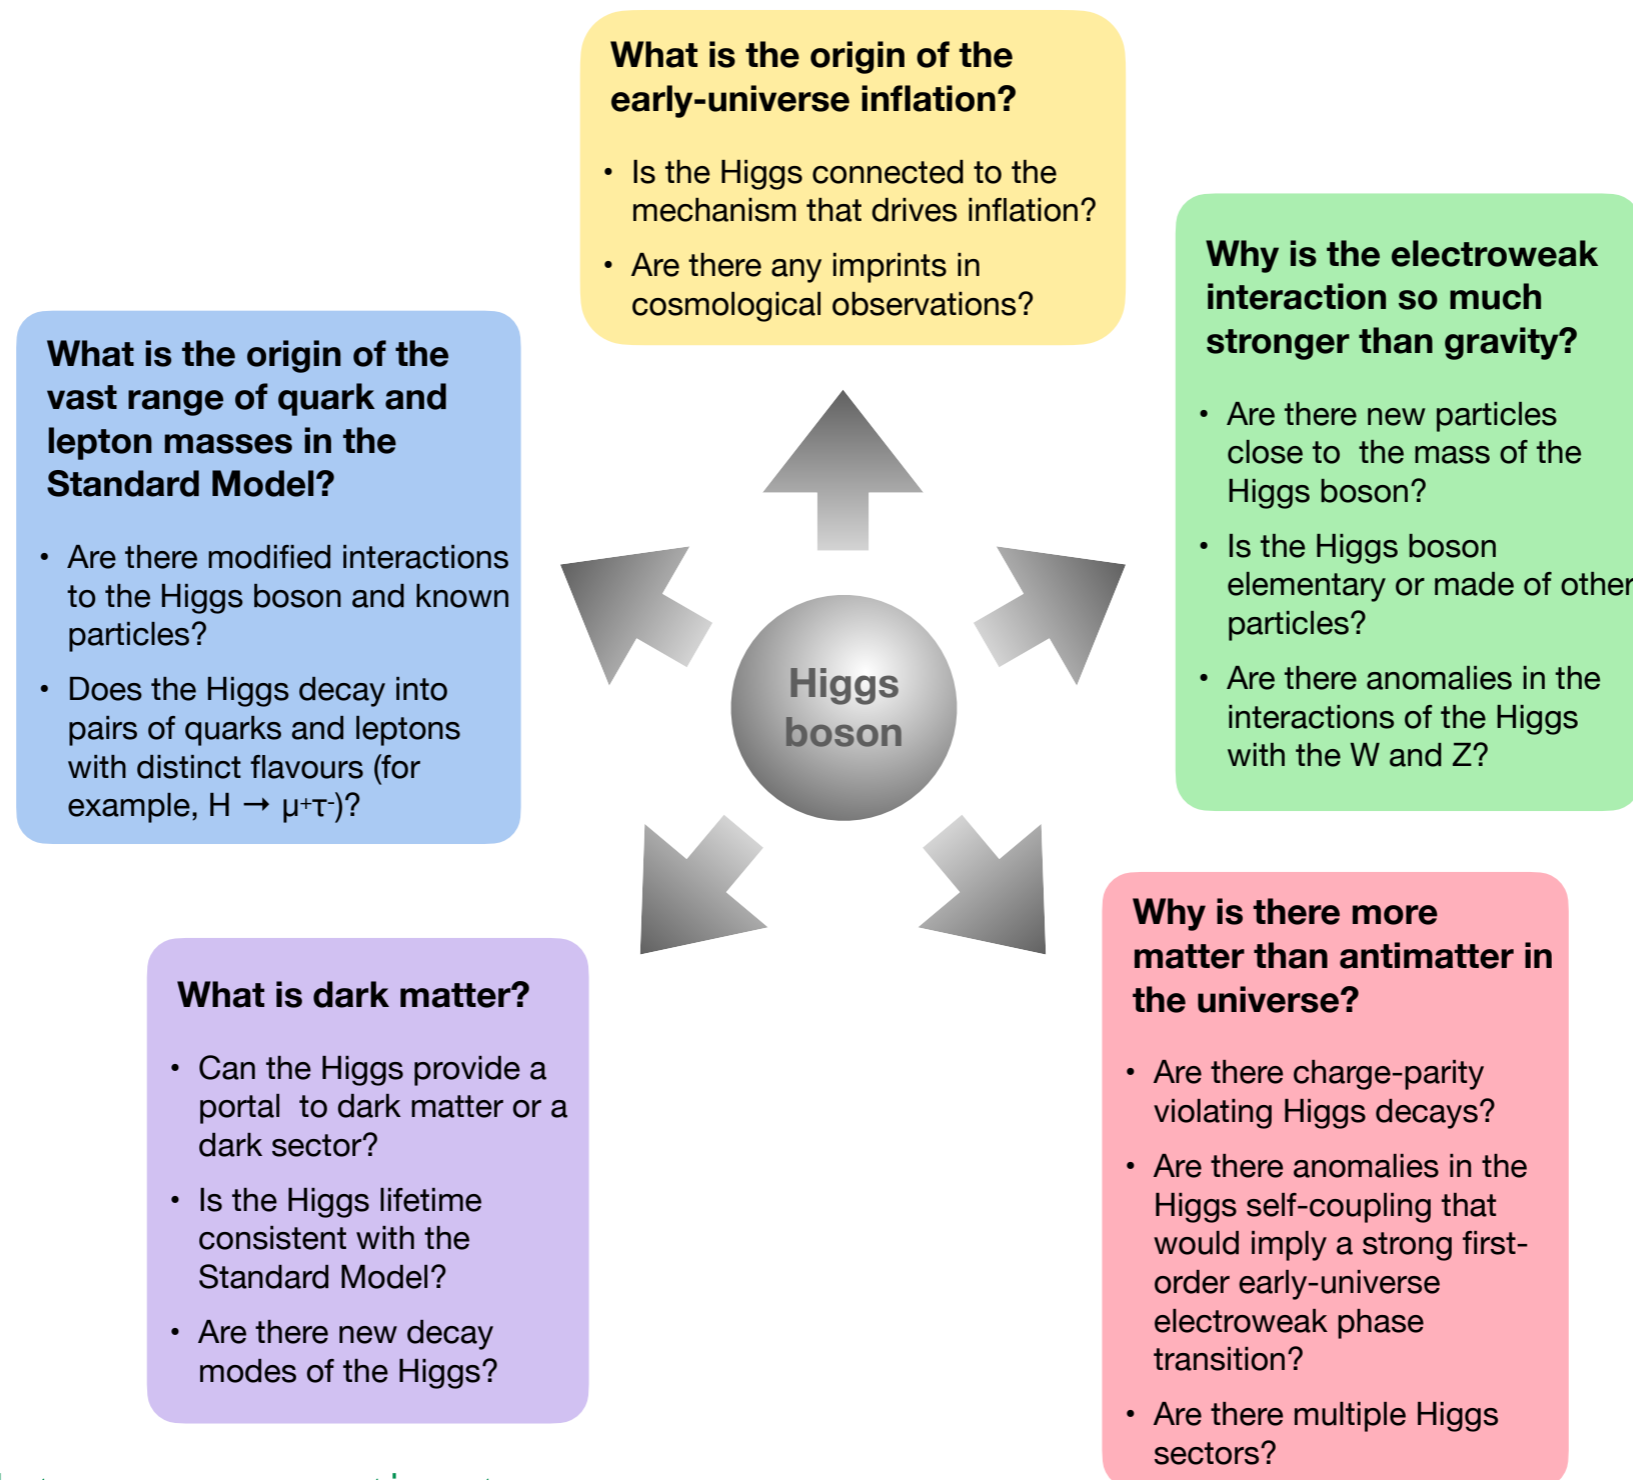 What is the origin of the
early-universe inflation?
• Is the Higgs connected to the
mechanism that drives inflation?
• Are there any imprints in
cosmological observations?
Why is the electroweak
interaction so much
stronger than gravity?
• Are there new particles
close to  the mass of the
Higgs boson?
• Is the Higgs boson
elementary or made of other
particles?
• Are there anomalies in the
interactions of the Higgs
with the W and Z?
What is the origin of the
vast range of quark and
lepton masses in the
Standard Model?
• Are there modified interactions
to the Higgs boson and known
particles?
• Does the Higgs decay into
pairs of quarks and leptons
with distinct flavours (for
example, H → μ⁺τ⁻)?
Higgs
boson
What is dark matter?
• Can the Higgs provide a
portal  to dark matter or a
dark sector?
• Is the Higgs lifetime
consistent with the
Standard Model?
• Are there new decay
modes of the Higgs?
Why is there more
matter than antimatter in
the universe?
• Are there charge-parity
violating Higgs decays?
• Are there anomalies in the
Higgs self-coupling that
would imply a strong first-
order early-universe
electroweak phase
transition?
• Are there multiple Higgs
sectors?